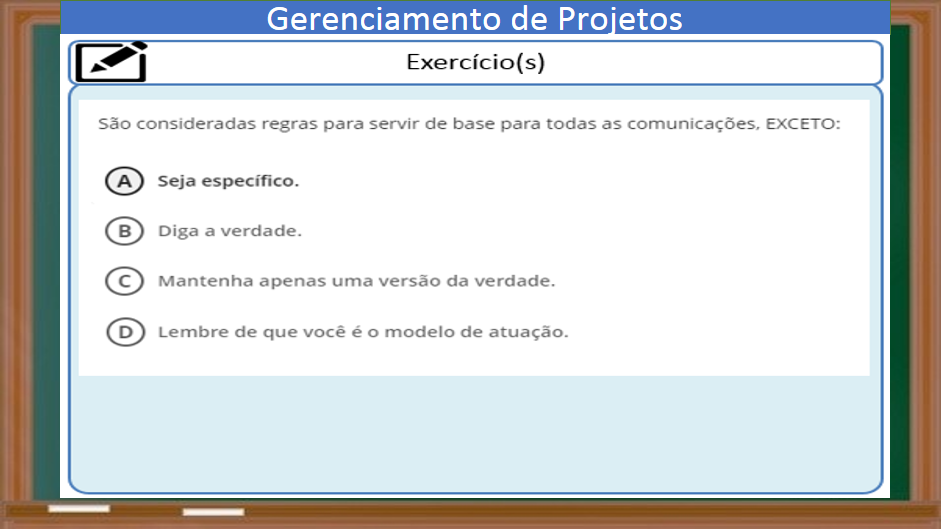 Gerenciamento de Projetos
Exercício(s)
São consideradas regras para servir de base para todas as comunicações, EXCETO:
A Seja específico.
B Diga a verdade.
C Mantenha apenas uma versão da verdade.
D Lembre de que você é o modelo de atuação.